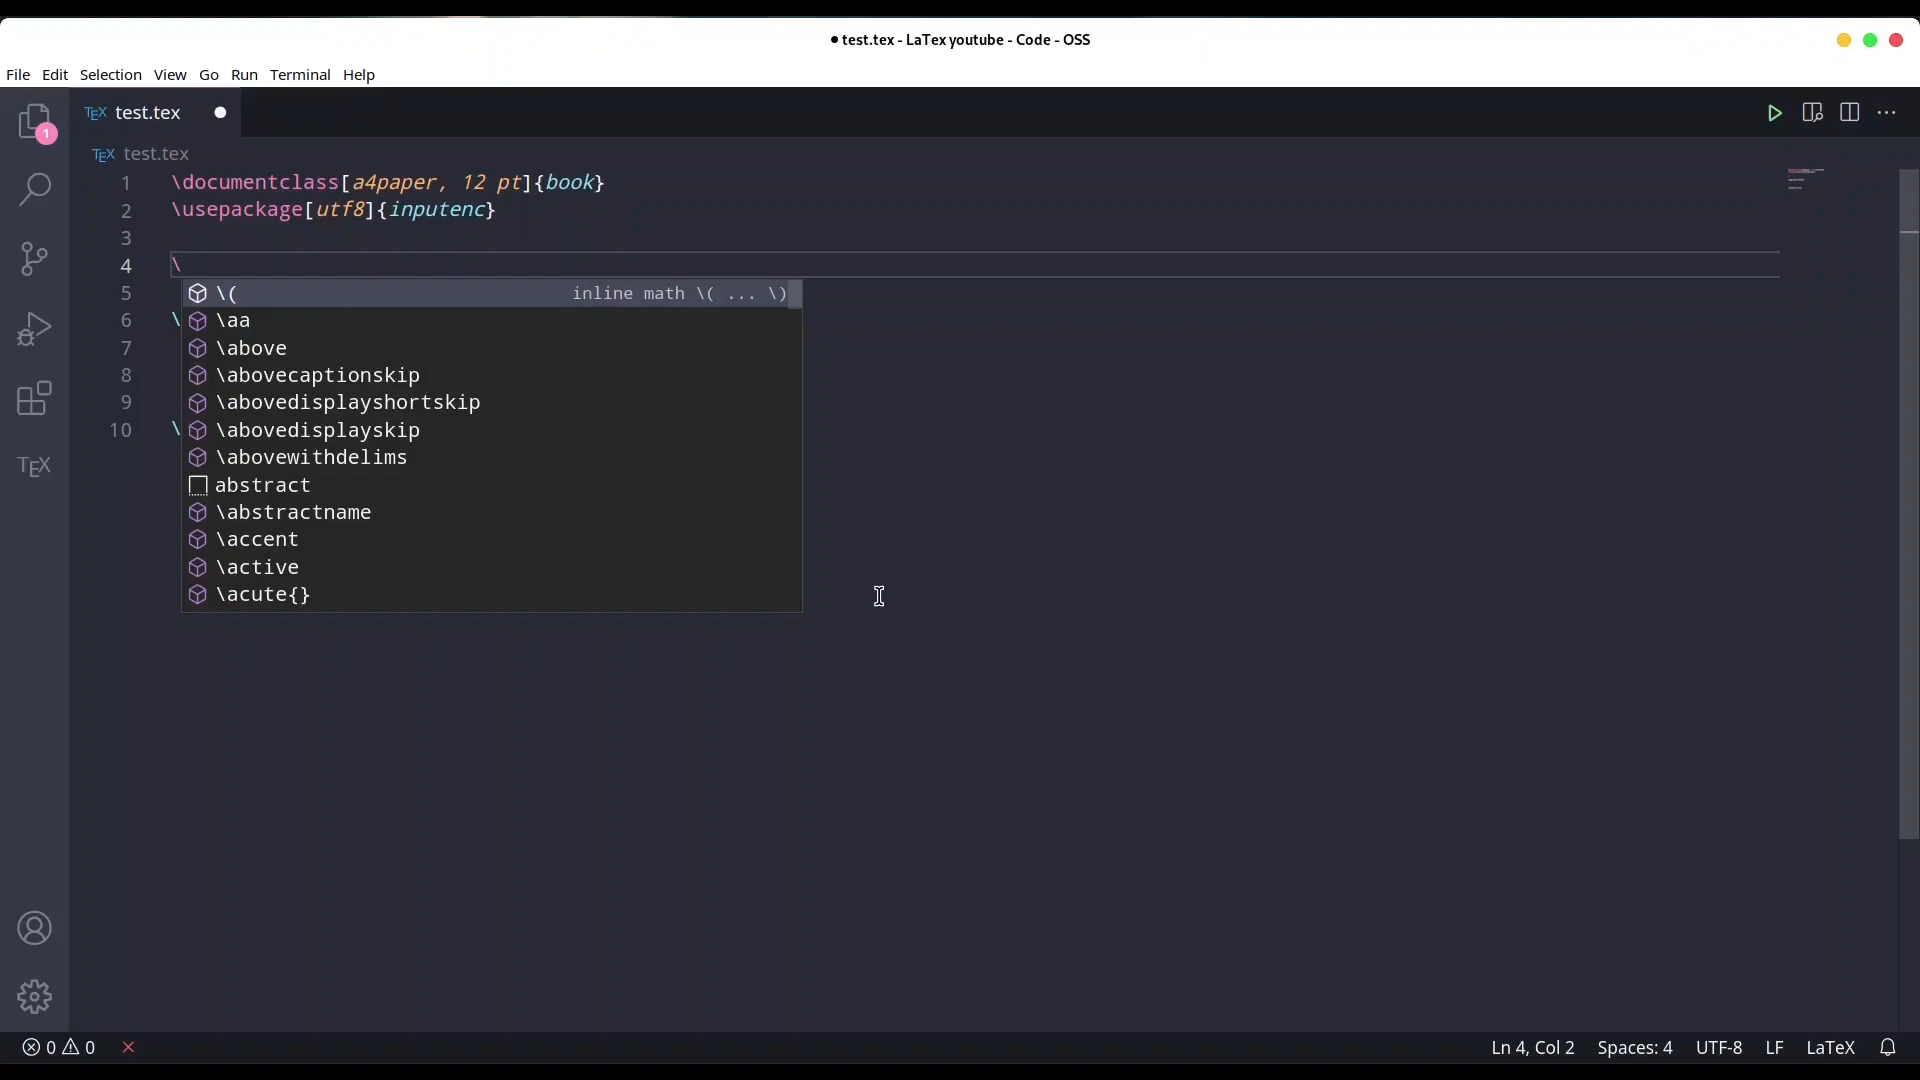 ● test.tex - LaTex youtube - Code - OSS
File Edit Selection View Go Run Terminal Help
TEX test.tex
1
TEX test.tex
1 \documentclass[a4paper, 12 pt]{book}
2 \usepackage[utf8]{inputenc}
3
4 \
5 \( inline math \( ... \)
6 \ \aa
7 \above
8 \abovecaptionskip
9 \abovedisplayshortskip
10 \ \abovedisplayskip
\abovewithdelims
abstract
\abstractname
\accent
\active
\acute{}
TEX
0 0
Ln 4, Col 2 Spaces: 4 UTF-8 LF LaTeX